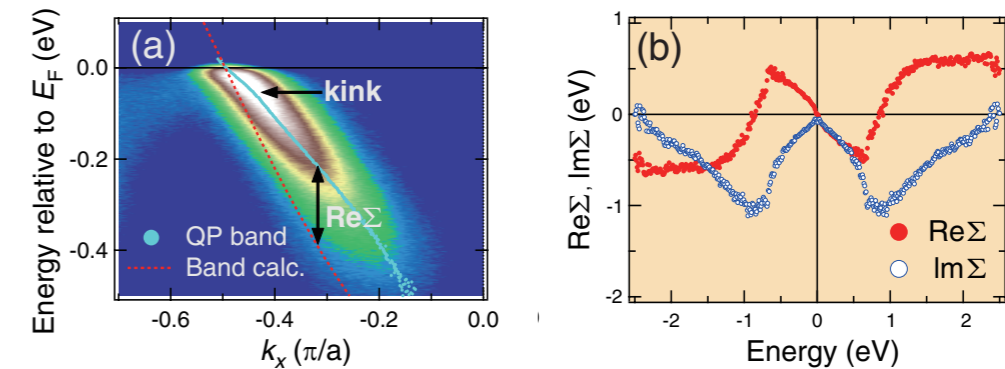 (a)
Energy relative to E_F (eV)
0.0
-0.2
-0.4
kink
ReΣ
QP band
Band calc.
-0.6
-0.4
-0.2
0.0
k_x (π/a)
(b)
ReΣ, ImΣ (eV)
1
0
-1
-2
ReΣ
ImΣ
-2
-1
0
1
2
Energy (eV)